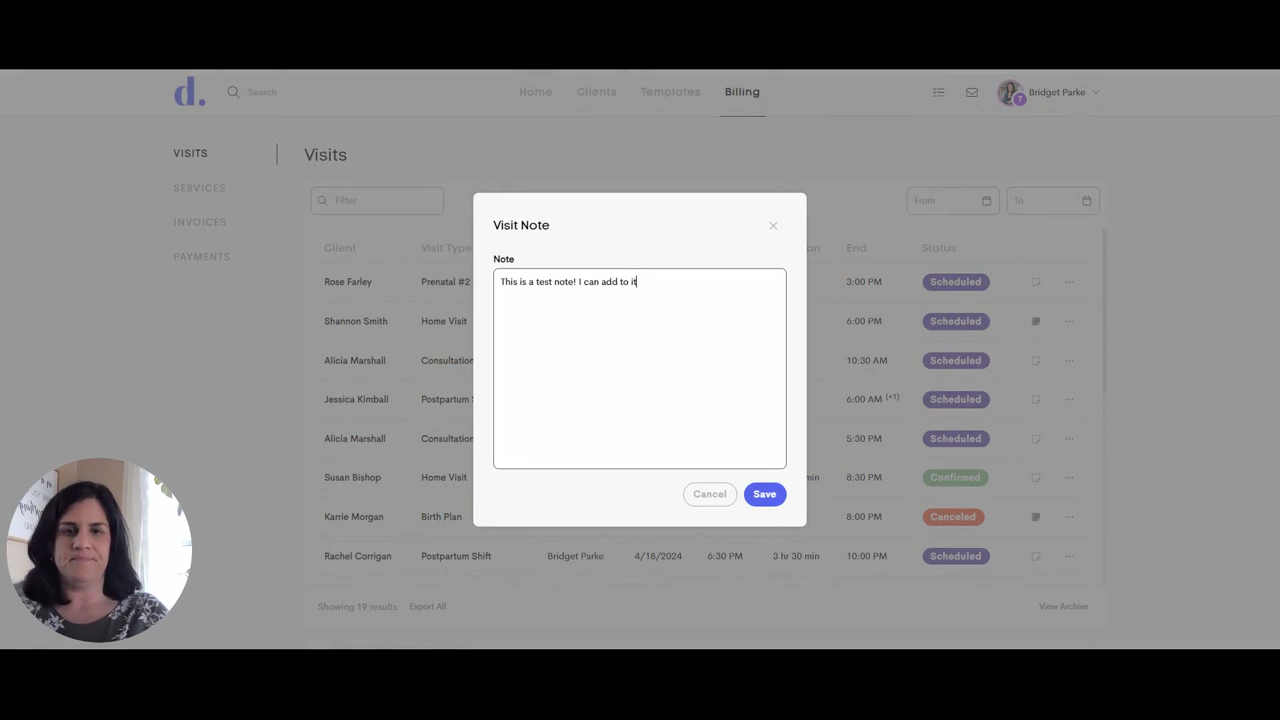 d.
Search
Home
Clients
Templates
Billing
Bridget Parke
VISITS
SERVICES
INVOICES
PAYMENTS
Visits
Filter
From
To
Client Visit Type End Status
Rose Farley Prenatal #2 3:00 PM Scheduled
Shannon Smith Home Visit 6:00 PM Scheduled
Alicia Marshall Consultation 10:30 AM Scheduled
Jessica Kimball Postpartum 6:00 AM (+1) Scheduled
Alicia Marshall Consultation 5:30 PM Scheduled
Susan Bishop Home Visit 8:30 PM Confirmed
Karrie Morgan Birth Plan 8:00 PM Canceled
Rachel Corrigan Postpartum Shift Bridget Parke 4/18/2024 6:30 PM 3 hr 30 min 10:00 PM Scheduled
Showing 19 results Export All View Archive
Visit Note
Note
This is a test note! I can add to it
Cancel Save